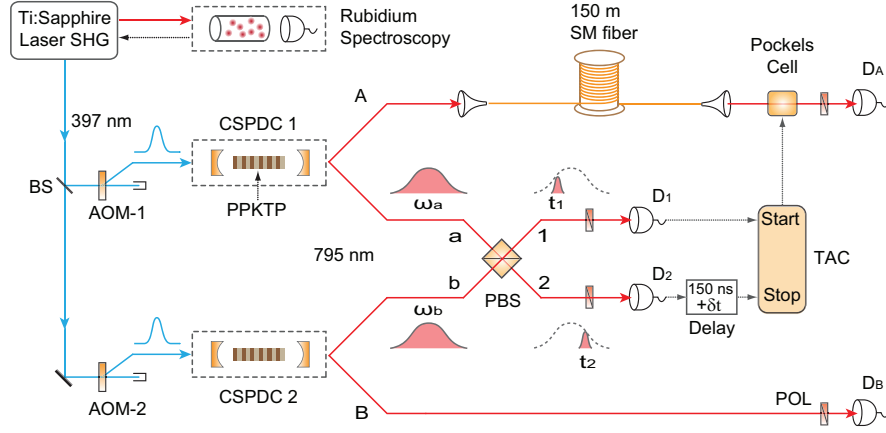 Ti:Sapphire
Laser SHG
Rubidium
Spectroscopy
150 m
SM fiber
Pockels
Cell
DA
A
397 nm
CSPDC 1
BS
AOM-1
PPKTP
ωa
t1
D1
Start
a
1
795 nm
TAC
b
2
PBS
D2
150 ns
+δt
Stop
Delay
ωb
t2
CSPDC 2
AOM-2
B
POL
DB